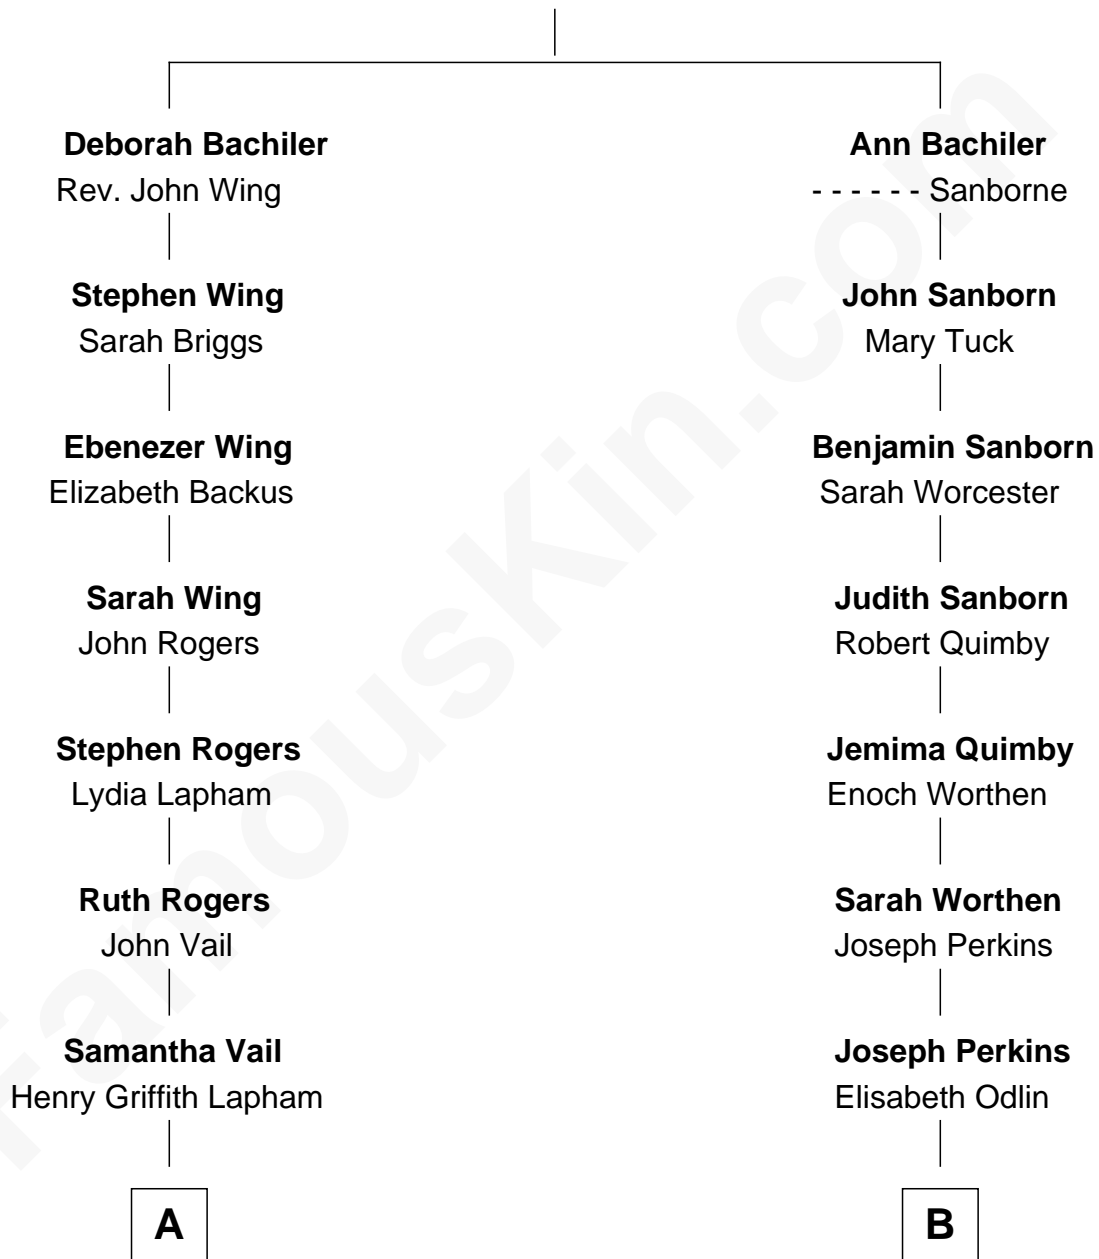 Deborah Bachiler
Rev. John Wing
Stephen Wing
Sarah Briggs
Ebenezer Wing
Elizabeth Backus
Sarah Wing
John Rogers
Stephen Rogers
Lydia Lapham
Ruth Rogers
John Vail
Samantha Vail
Henry Griffith Lapham
A
Ann Bachiler
- - - - - - Sanborne
John Sanborn
Mary Tuck
Benjamin Sanborn
Sarah Worcester
Judith Sanborn
Robert Quimby
Jemima Quimby
Enoch Worthen
Sarah Worthen
Joseph Perkins
Joseph Perkins
Elisabeth Odlin
B
FamousKin.com